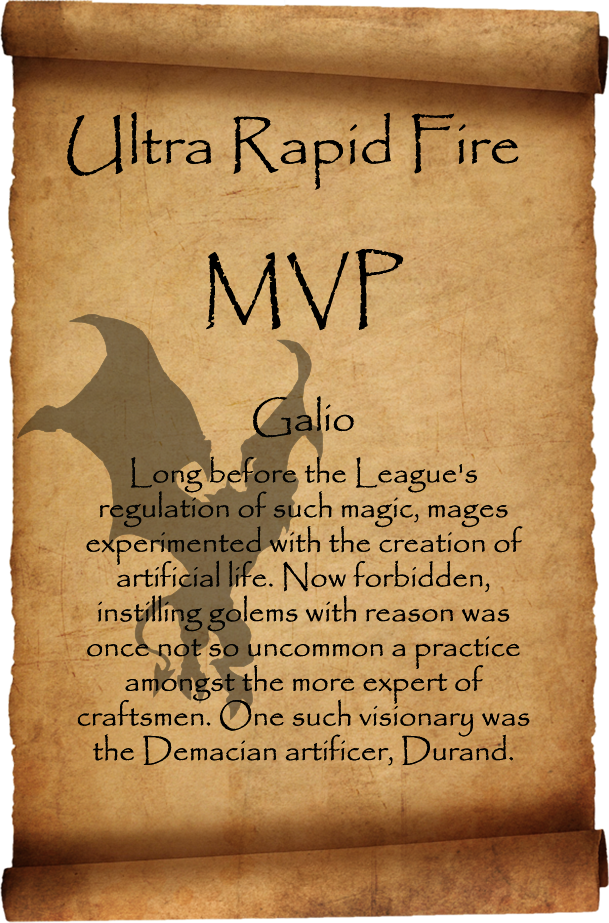 Ultra Rapid Fire
MVP
Galio
Long before the League's
regulation of such magic, mages
experimented with the creation of
artificial life. Now forbidden,
instilling golems with reason was
once not so uncommon a practice
amongst the more expert of
craftsmen. One such visionary was
the Demacian artificer, Durand.